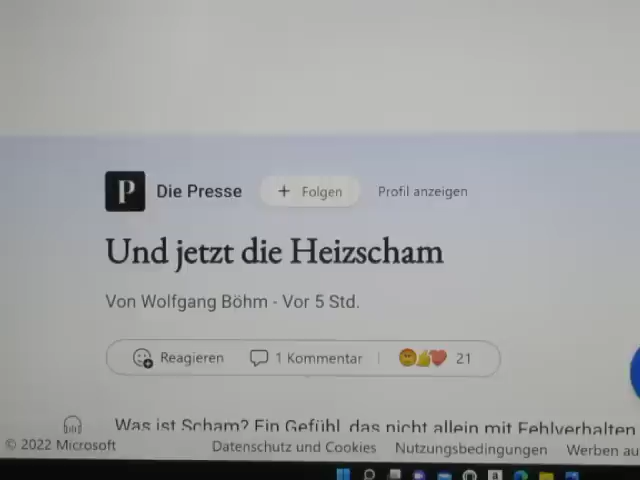 P Die Presse + Folgen Profil anzeigen
Und jetzt die Heizscham
Von Wolfgang Böhm - Vor 5 Std.
Reagieren 1 Kommentar 21
Was ist Scham? Ein Gefühl, das nicht allein mit Fehlverhalten
© 2022 Microsoft Datenschutz und Cookies Nutzungsbedingungen Werben au